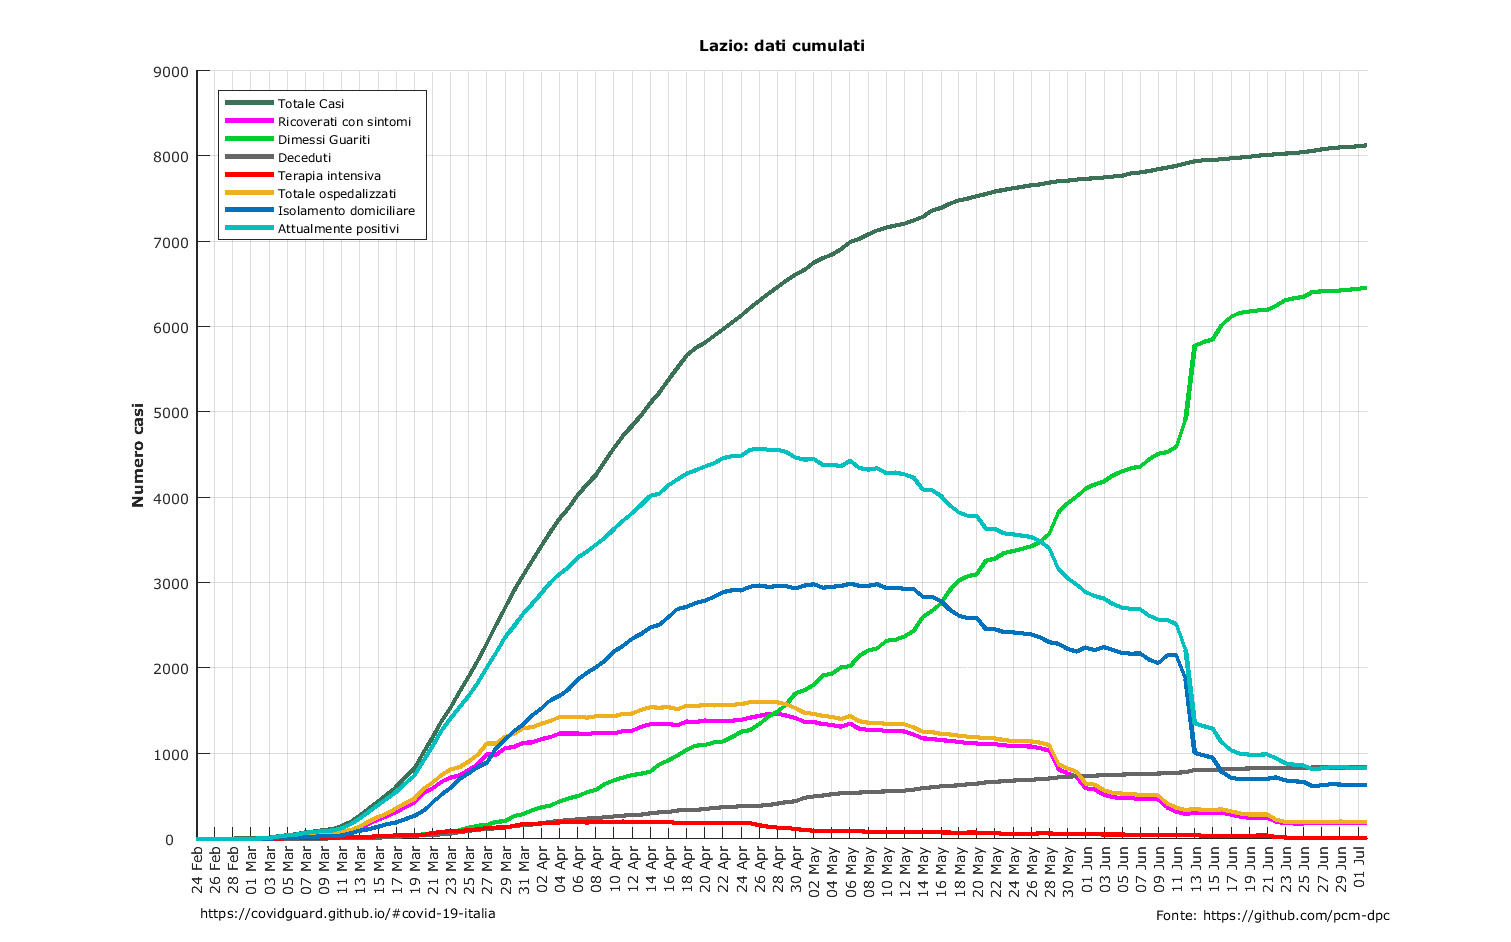 Lazio: dati cumulati
Numero casi
9000
8000
7000
6000
5000
4000
3000
2000
1000
0
Totale Casi
Ricoverati con sintomi
Dimessi Guariti
Deceduti
Terapia intensiva
Totale ospedalizzati
Isolamento domiciliare
Attualmente positivi
24 Feb
26 Feb
28 Feb
01 Mar
03 Mar
05 Mar
07 Mar
09 Mar
11 Mar
13 Mar
15 Mar
17 Mar
19 Mar
21 Mar
23 Mar
25 Mar
27 Mar
29 Mar
31 Mar
02 Apr
04 Apr
06 Apr
08 Apr
10 Apr
12 Apr
14 Apr
16 Apr
18 Apr
20 Apr
22 Apr
24 Apr
26 Apr
28 Apr
30 Apr
02 May
04 May
06 May
08 May
10 May
12 May
14 May
16 May
18 May
20 May
22 May
24 May
26 May
28 May
30 May
01 Jun
03 Jun
05 Jun
07 Jun
09 Jun
11 Jun
13 Jun
15 Jun
17 Jun
19 Jun
21 Jun
23 Jun
25 Jun
27 Jun
29 Jun
01 Jul
https://covidguard.github.io/#covid-19-italia
Fonte: https://github.com/pcm-dpc